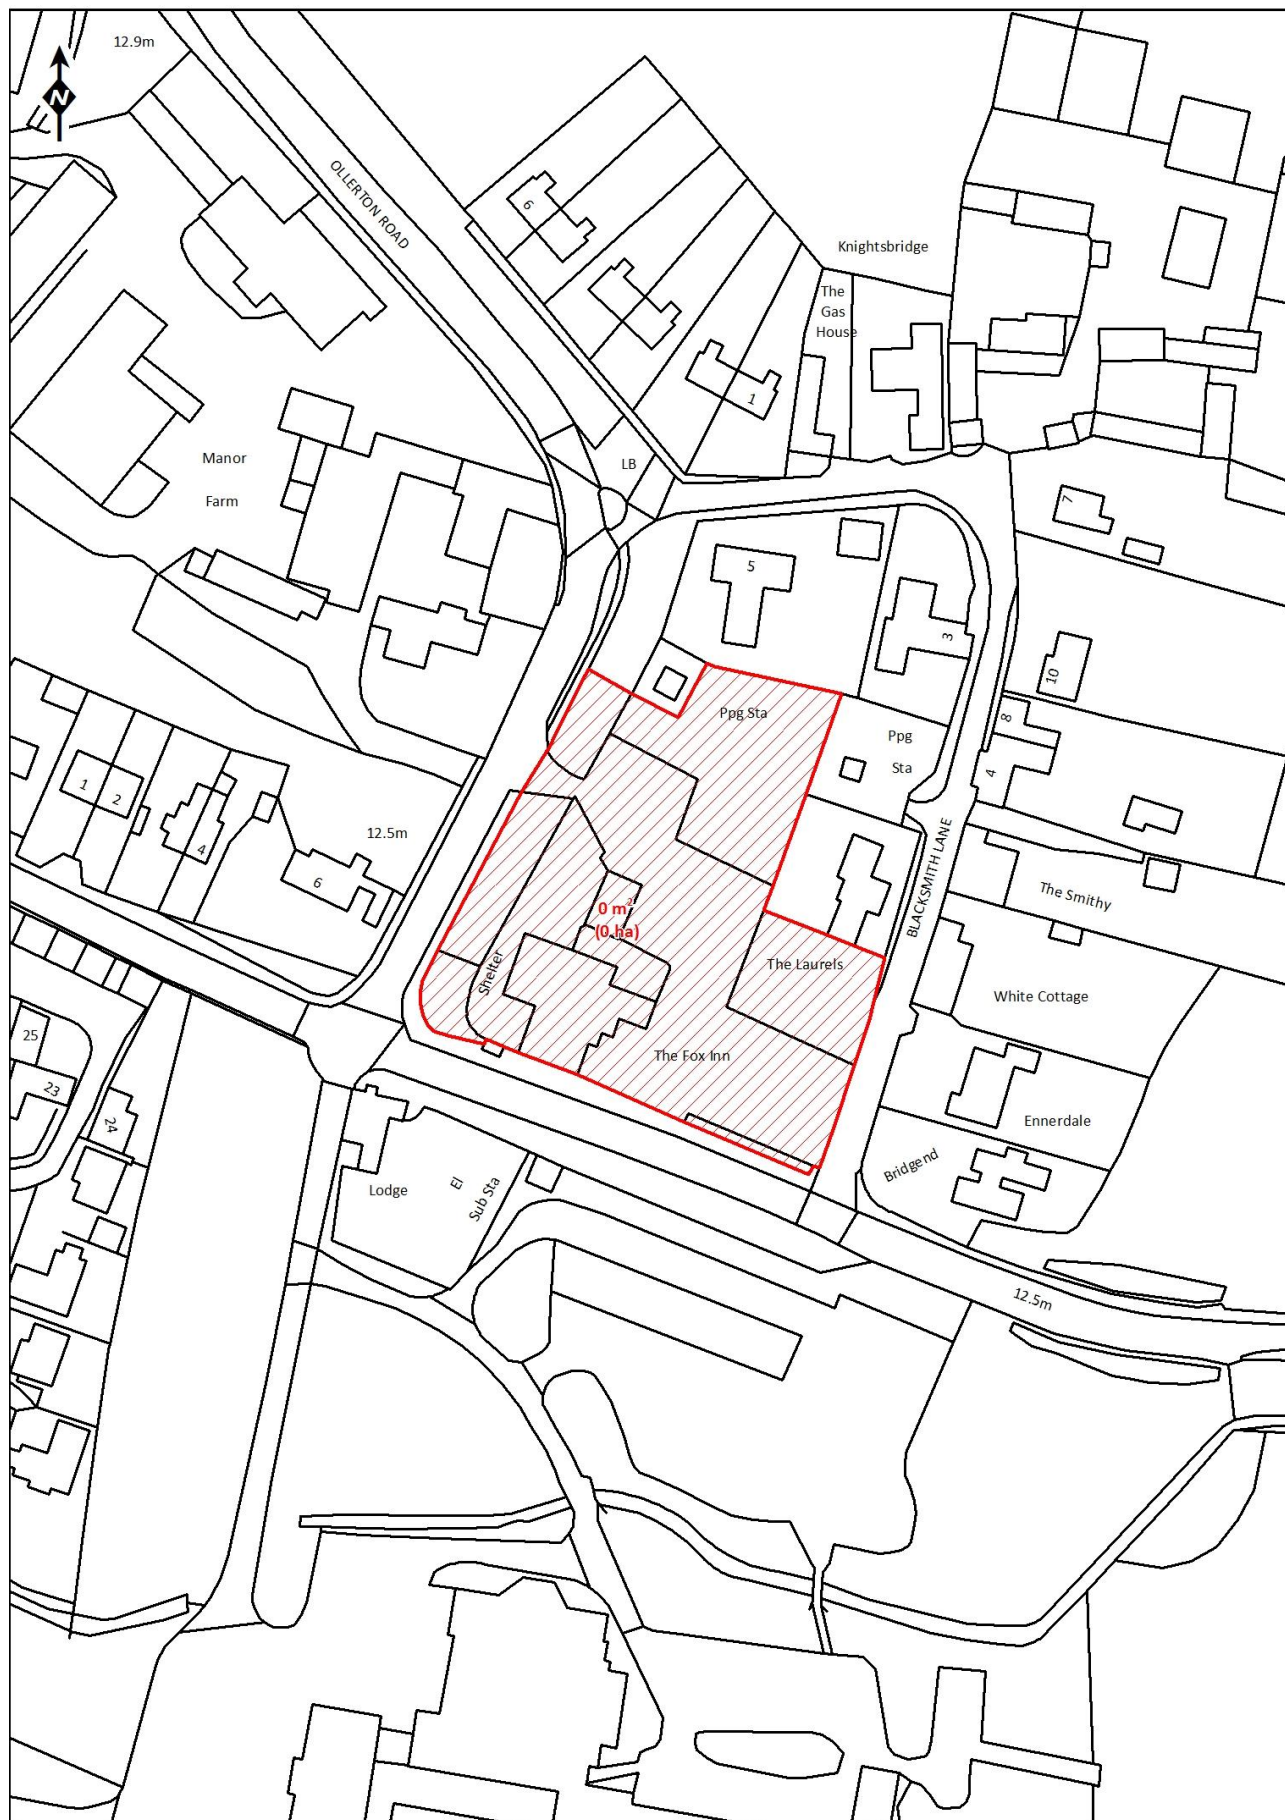 12.9m
N
OLLERTON ROAD
6
Knightsbridge
The
Gas
House
1
Manor
Farm
LB
7
5
3
10
Ppg Sta
8
Ppg
Sta
4
1
2
4
12.5m
6
BLACKSMITH LANE
The Smithy
0 m²
(0 ha)
Shelter
The Laurels
White Cottage
25
23
24
The Fox Inn
Ennerdale
Bridgend
Lodge
El
Sub Sta
12.5m